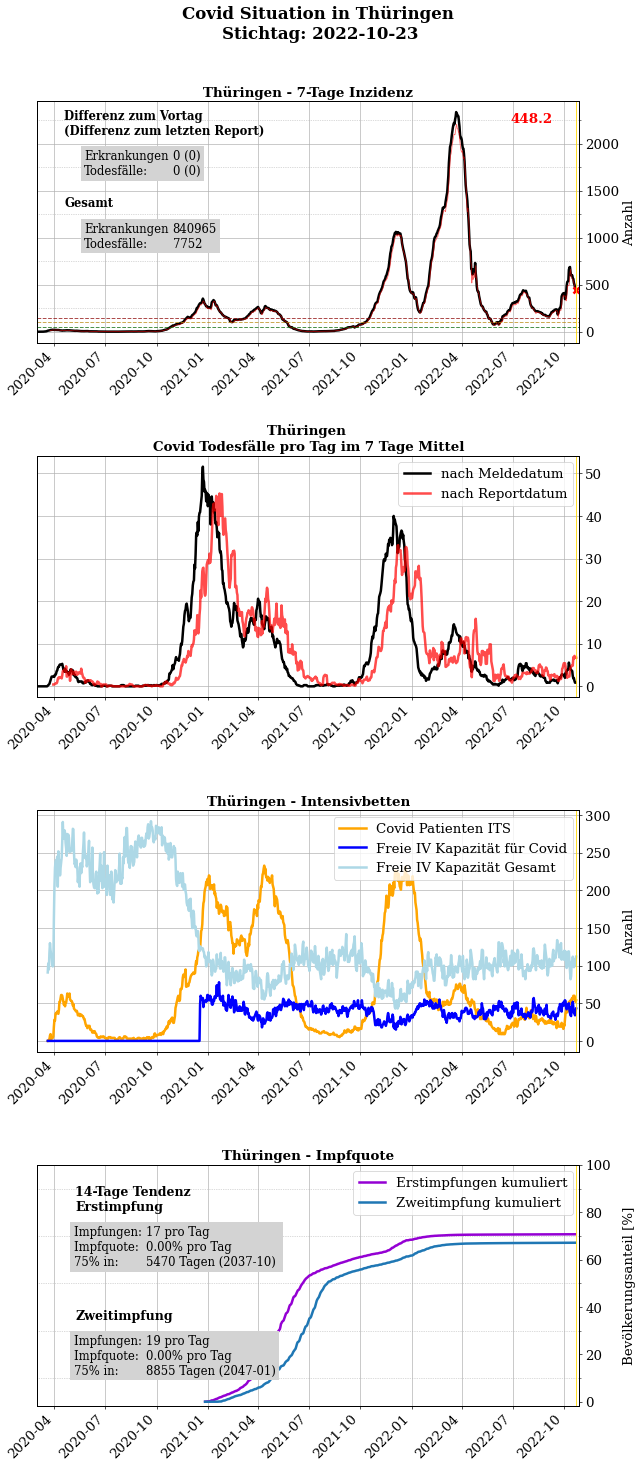 Covid Situation in Thüringen
Stichtag: 2022-10-23
Thüringen - 7-Tage Inzidenz
Differenz zum Vortag
(Differenz zum letzten Report)
Erkrankungen 0 (0)
Todesfälle: 0 (0)
Gesamt
Erkrankungen 840965
Todesfälle: 7752
448.2
2000
1500
1000
500
0
Anzahl
2020-04 2020-07 2020-10 2021-01 2021-04 2021-07 2021-10 2022-01 2022-04 2022-07 2022-10
Thüringen
Covid Todesfälle pro Tag im 7 Tage Mittel
nach Meldedatum
nach Reportdatum
50
40
30
20
10
0
2020-04 2020-07 2020-10 2021-01 2021-04 2021-07 2021-10 2022-01 2022-04 2022-07 2022-10
Thüringen - Intensivbetten
Covid Patienten ITS
Freie IV Kapazität für Covid
Freie IV Kapazität Gesamt
300
250
200
150
100
50
0
Anzahl
2020-04 2020-07 2020-10 2021-01 2021-04 2021-07 2021-10 2022-01 2022-04 2022-07 2022-10
Thüringen - Impfquote
14-Tage Tendenz
Erstimpfung
Impfungen: 17 pro Tag
Impfquote: 0.00% pro Tag
75% in: 5470 Tagen (2037-10)
Zweitimpfung
Impfungen: 19 pro Tag
Impfquote: 0.00% pro Tag
75% in: 8855 Tagen (2047-01)
Erstimpfungen kumuliert
Zweitimpfung kumuliert
100
80
60
40
20
0
Bevölkerungsanteil [%]
2020-04 2020-07 2020-10 2021-01 2021-04 2021-07 2021-10 2022-01 2022-04 2022-07 2022-10